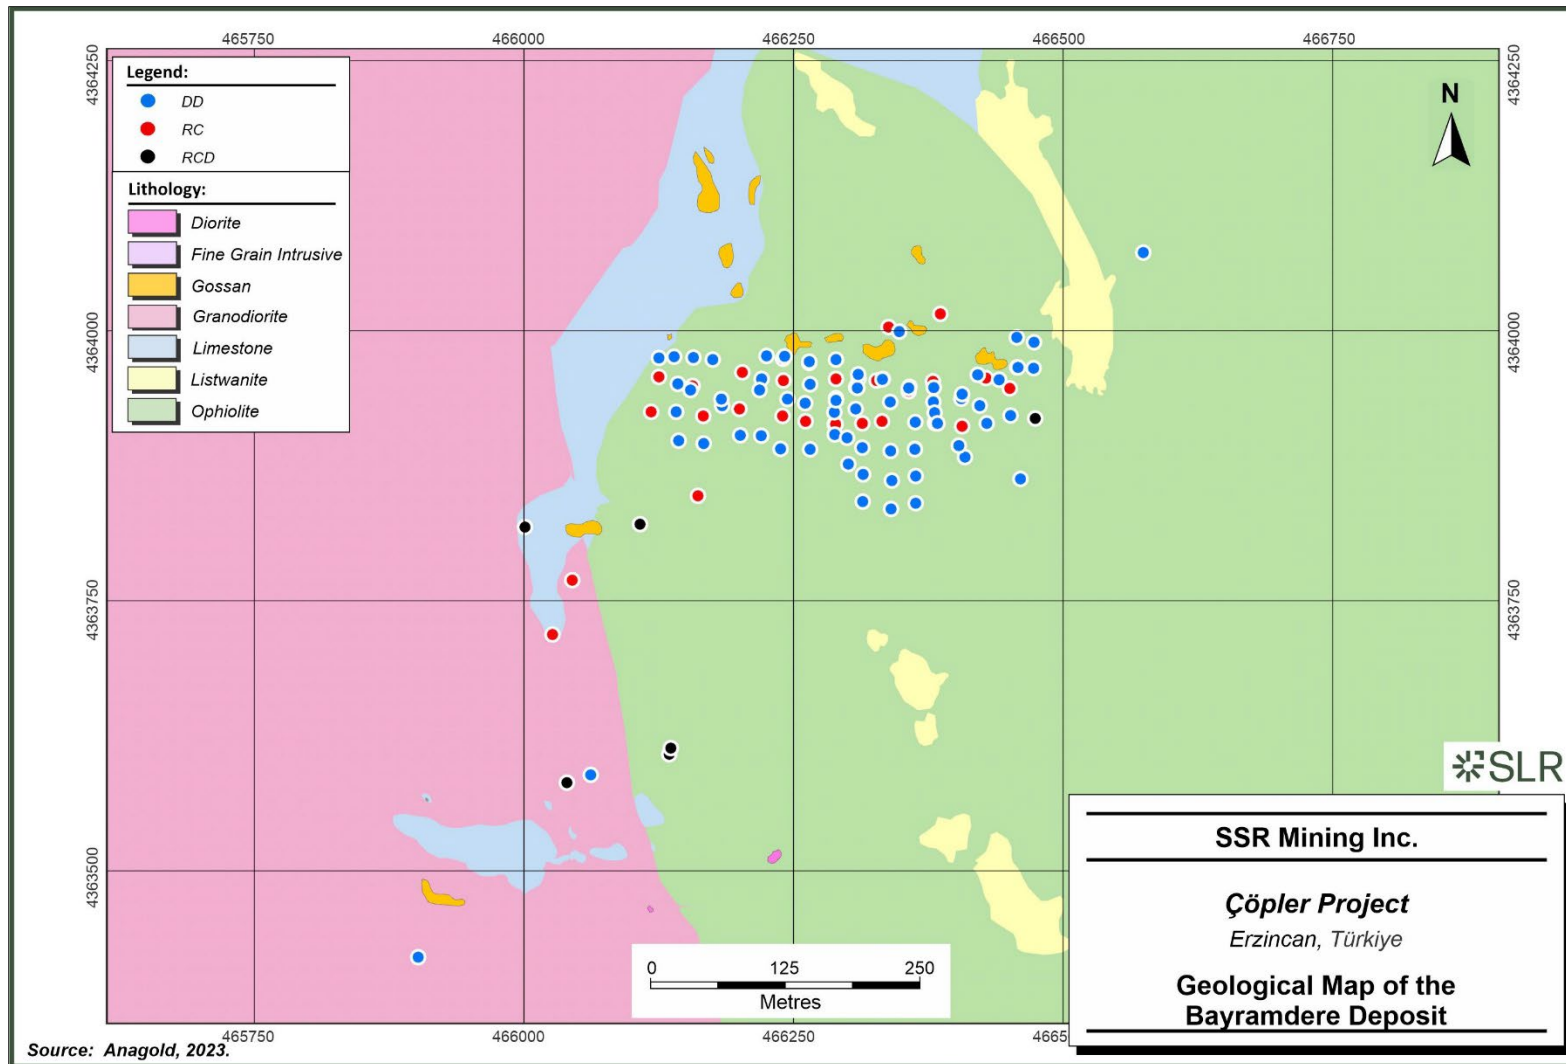 465750 466000 466250 466500 466750
Legend:
DD
RC
RCD
Lithology:
Diorite
Fine Grain Intrusive
Gossan
Granodiorite
Limestone
Listwanite
Ophiolite
N
4364250 4364250
4364000 4364000
4363750 4363750
4363500
SLR
SSR Mining Inc.
Çöpler Project
Erzincan, Türkiye
Geological Map of the
Bayramdere Deposit
0 125 250
Metres
465750 466000 466250 4665
Source: Anagold, 2023.